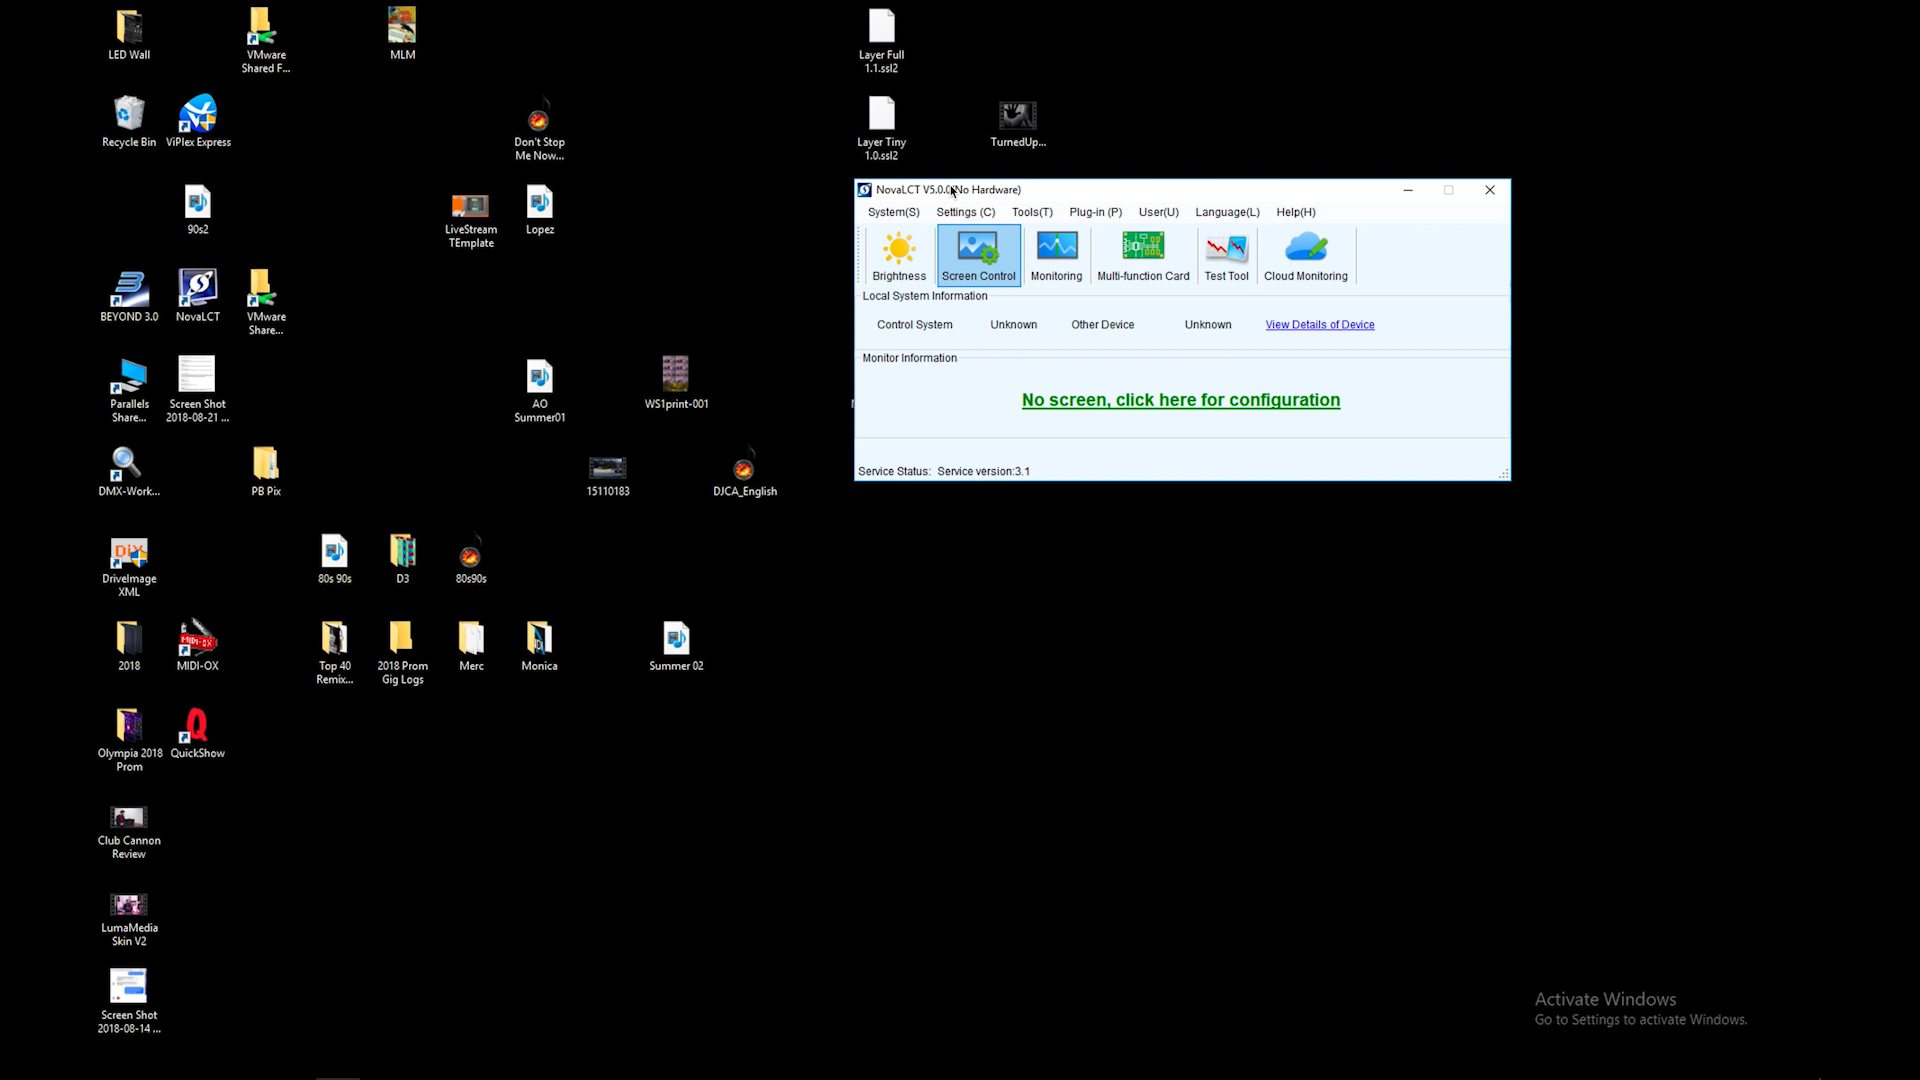 LED Wall
VMware
Shared F...
MLM
Layer Full
1.1.ssl2
Recycle Bin
ViPlex Express
Don't Stop
Me Now...
Layer Tiny
1.0.ssl2
TurnedUp...
90s2
LiveStream
TEmplate
Lopez
BEYOND 3.0
NovaLCT
VMware
Share...
Parallels
Share...
Screen Shot
2018-08-21 ...
AO
Summer01
WS1print-001
DMX-Work...
PB Pix
15110183
DJCA_English
DriveImage
XML
80s 90s
D3
80s90s
2018
MIDI-OX
MIDI-OX
Top 40
Remix...
2018 Prom
Gig Logs
Merc
Monica
Summer 02
Olympia 2018
Prom
QuickShow
Club Cannon
Review
LumaMedia
Skin V2
Screen Shot
2018-08-14 ...
NovaLCT V5.0.0(No Hardware)
System(S) Settings (C) Tools(T) Plug-in (P) User(U) Language(L) Help(H)
Brightness Screen Control Monitoring Multi-function Card Test Tool Cloud Monitoring
Local System Information
Control System Unknown Other Device Unknown View Details of Device
Monitor Information
No screen, click here for configuration
Service Status: Service version:3.1
Activate Windows
Go to Settings to activate Windows.